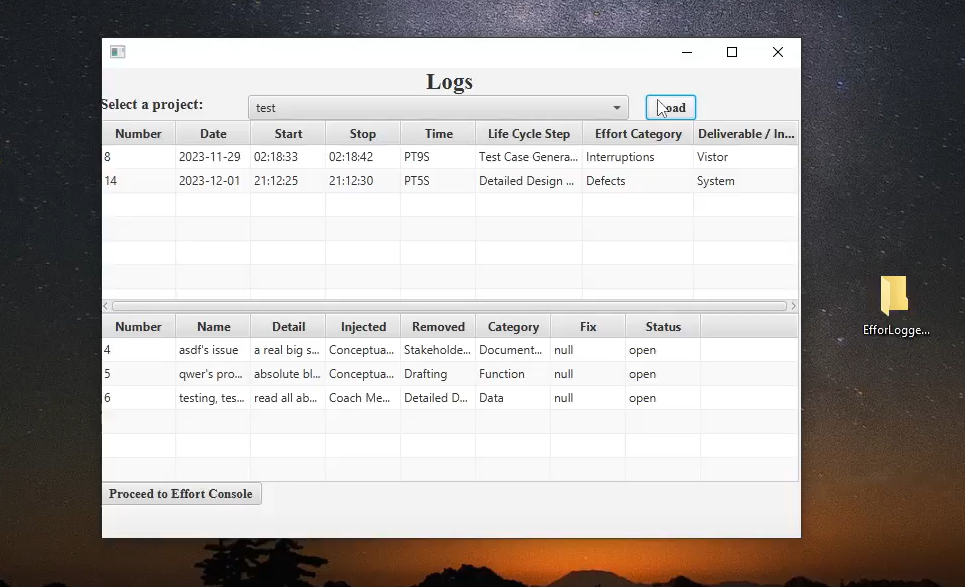 Logs
Select a project: test
Number Date Start Stop Time Life Cycle Step Effort Category Deliverable / In...
8 2023-11-29 02:18:33 02:18:42 PT9S Test Case Genera... Interruptions Vistor
14 2023-12-01 21:12:25 21:12:30 PT5S Detailed Design ... Defects System
Number Name Detail Injected Removed Category Fix Status
4 asdf's issue a real big s... Conceptua... Stakeholde... Document... null open
5 qwer's pro... absolute bl... Conceptua... Drafting Function null open
6 testing, tes... read all ab... Coach Me... Detailed D... Data null open
Proceed to Effort Console
EfforLogge...